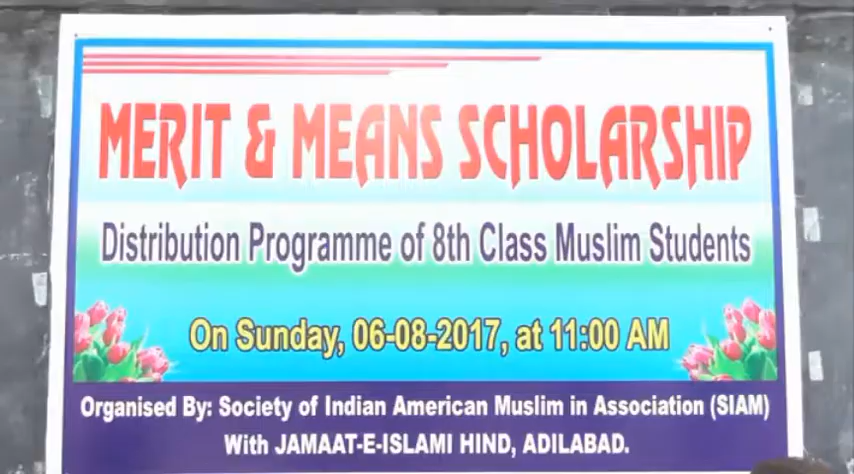 MERIT & MEANS SCHOLARSHIP
Distribution Programme of 8th Class Muslim Students
On Sunday, 06-08-2017, at 11:00 AM
Organised By: Society of Indian American Muslim in Association (SIAM)
With JAMAAT-E-ISLAMI HIND, ADILABAD.